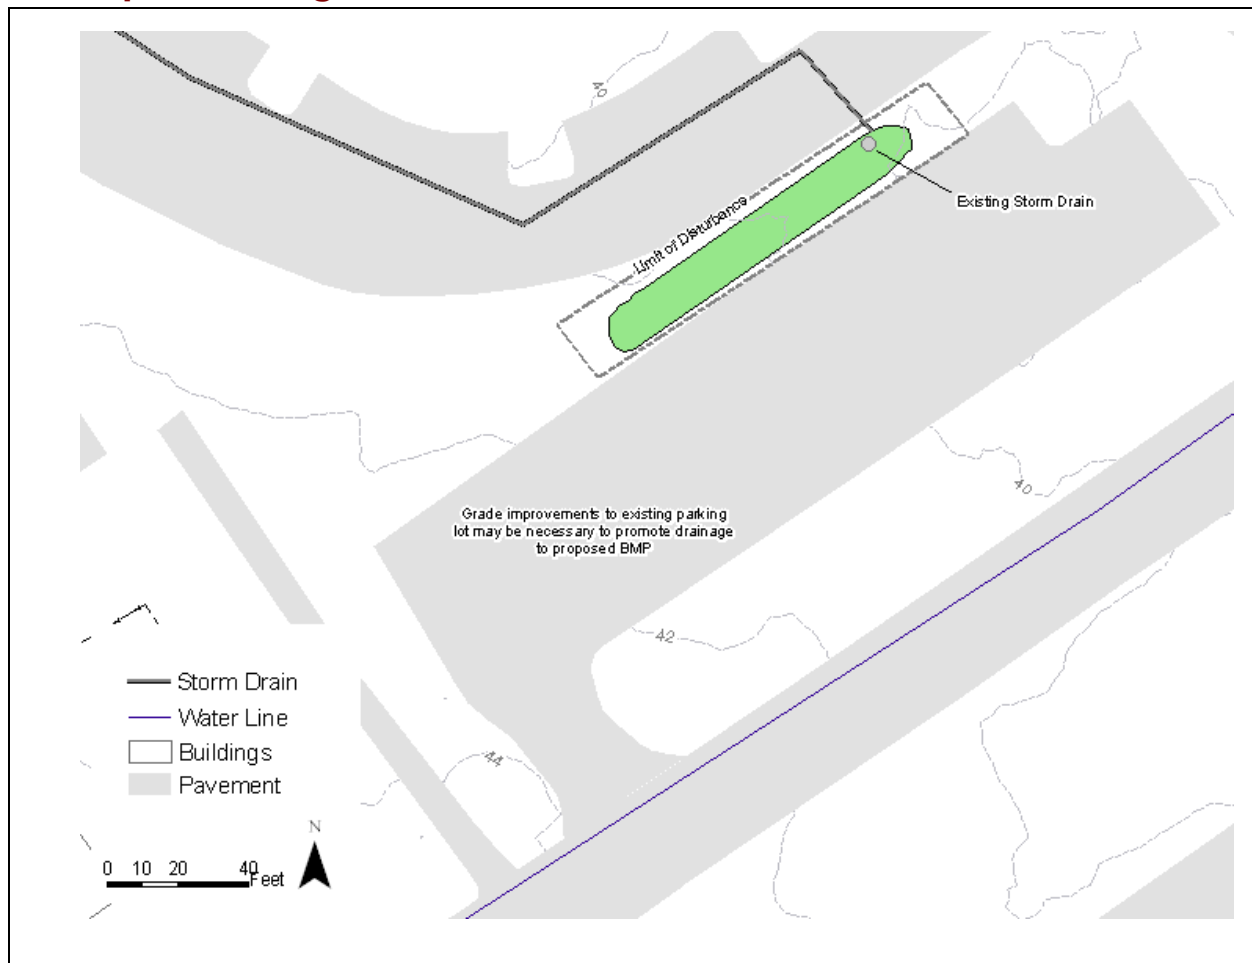 40
Existing Storm Drain
Limit of Disturbance
40
Grade improvements to existing parking
lot may be necessary to promote drainage
to proposed BMP
42
44
Storm Drain
Water Line
Buildings
Pavement
N
0 10 20 40
Feet